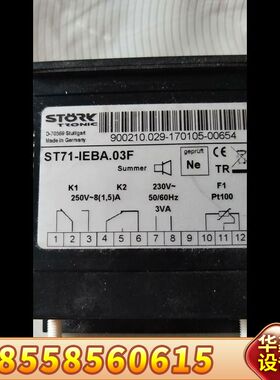 STÖRK
TRONIC
D-70569 Stuttgart
Made in Germany
900210.029-170105-00654
ST71-IEBA.03F
Summer
geprüft
Ne
TR
K1 K2 230V~ F1
250V~8(1,5)A 50/60Hz Pt100
3VA
1 2 3 4 5 6 7 8 9 10 11 12
8558560615